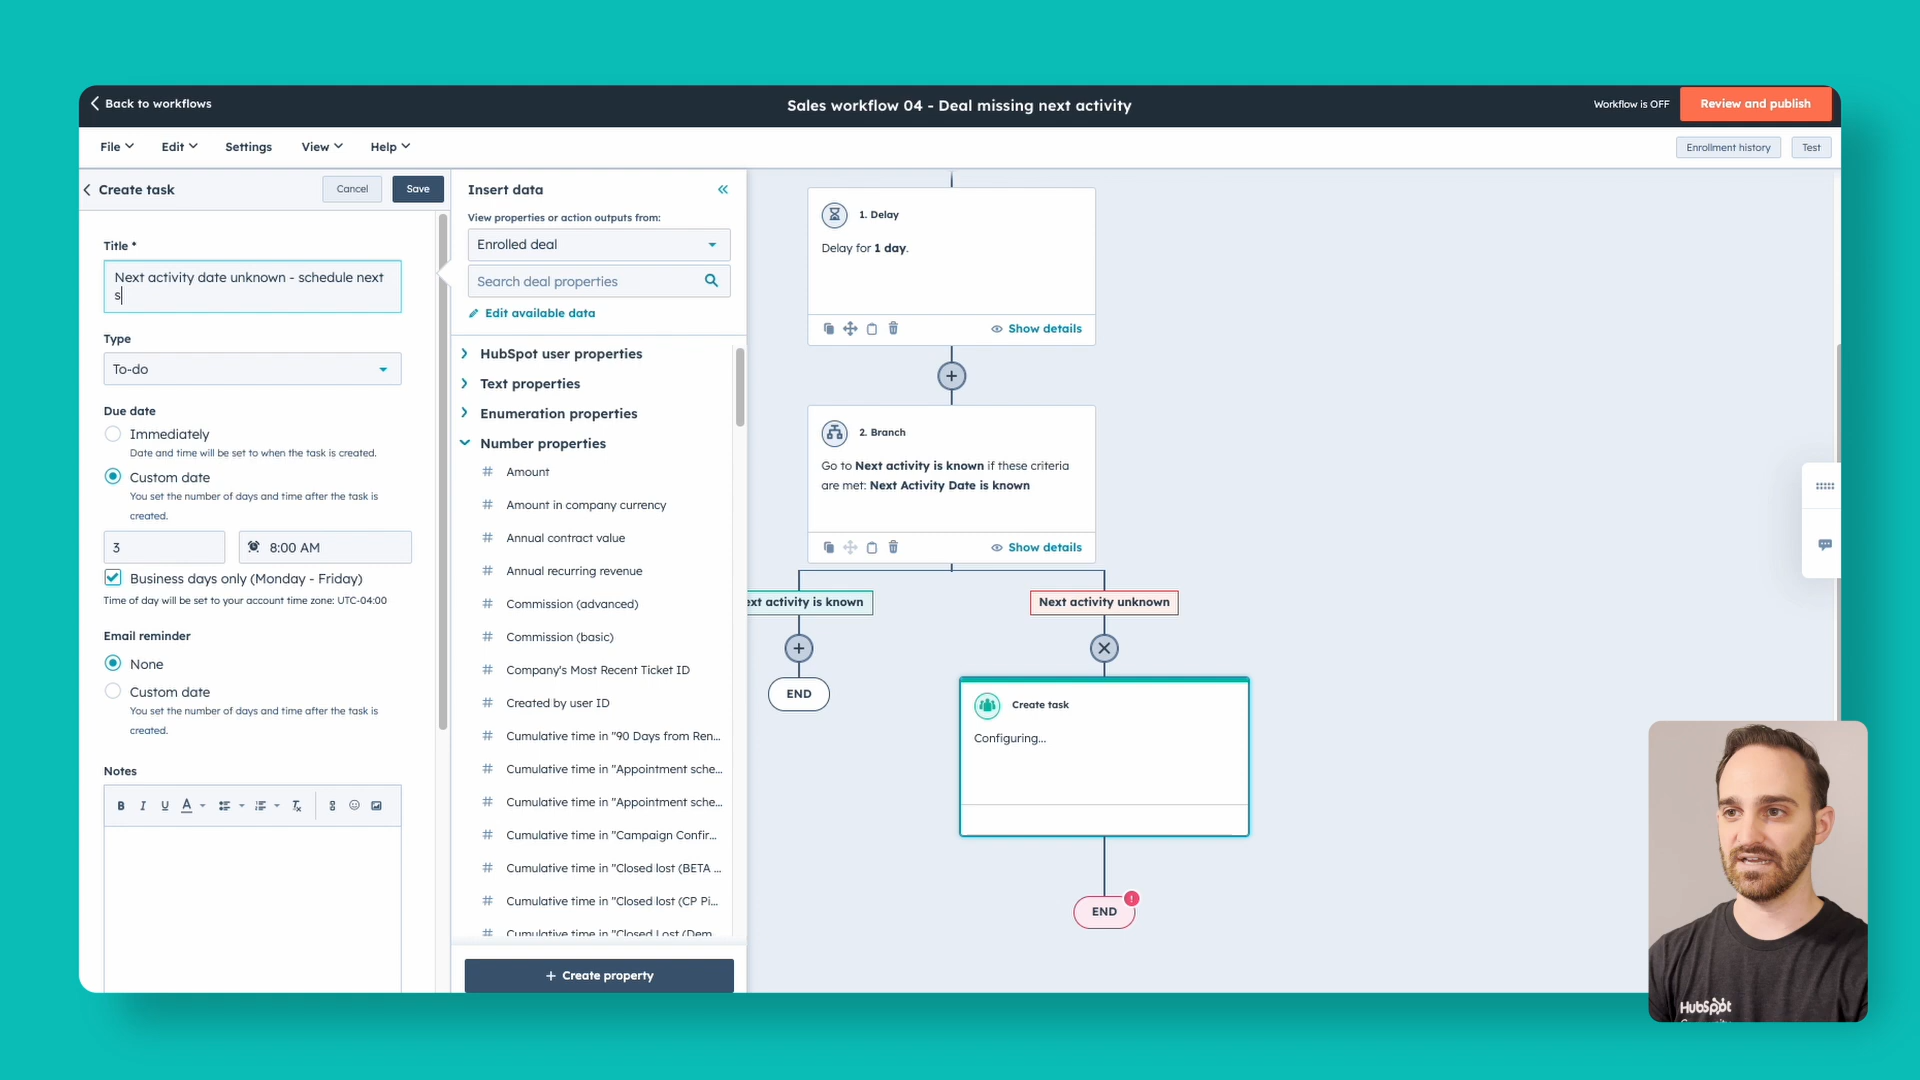 Back to workflows
Sales workflow 04 - Deal missing next activity
Workflow is OFF
Review and publish
File
Edit
Settings
View
Help
Enrollment history
Test
Create task
Cancel
Save
Title *
Next activity date unknown - schedule next
s
Type
To-do
Due date
Immediately
Date and time will be set to when the task is created.
Custom date
You set the number of days and time after the task is
created.
3
8:00 AM
Business days only (Monday - Friday)
Time of day will be set to your account time zone: UTC-04:00
Email reminder
None
Custom date
You set the number of days and time after the task is
created.
Notes
B I U A
Insert data
View properties or action outputs from:
Enrolled deal
Search deal properties
Edit available data
HubSpot user properties
Text properties
Enumeration properties
Number properties
# Amount
# Amount in company currency
# Annual contract value
# Annual recurring revenue
# Commission (advanced)
# Commission (basic)
# Company's Most Recent Ticket ID
# Created by user ID
# Cumulative time in "90 Days from Ren...
# Cumulative time in "Appointment sche...
# Cumulative time in "Appointment sche...
# Cumulative time in "Campaign Confir...
# Cumulative time in "Closed lost (BETA ...
# Cumulative time in "Closed lost (CP Pi...
# Cumulative time in "Closed Lost (Dem...
+ Create property
1. Delay
Delay for 1 day.
Show details
2. Branch
Go to Next activity is known if these criteria
are met: Next Activity Date is known
Show details
ext activity is known
Next activity unknown
END
Create task
Configuring...
END
!
HubSpot